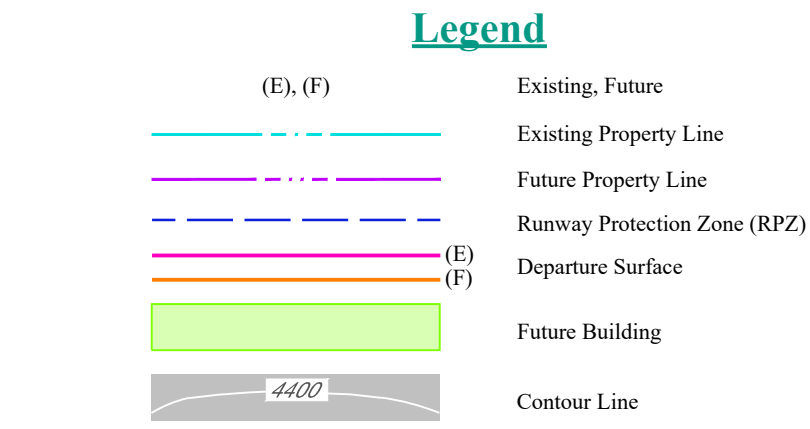 Legend
(E), (F) Existing, Future
Existing Property Line
Future Property Line
Runway Protection Zone (RPZ)
(E)
Departure Surface
(F)
Future Building
4400
Contour Line